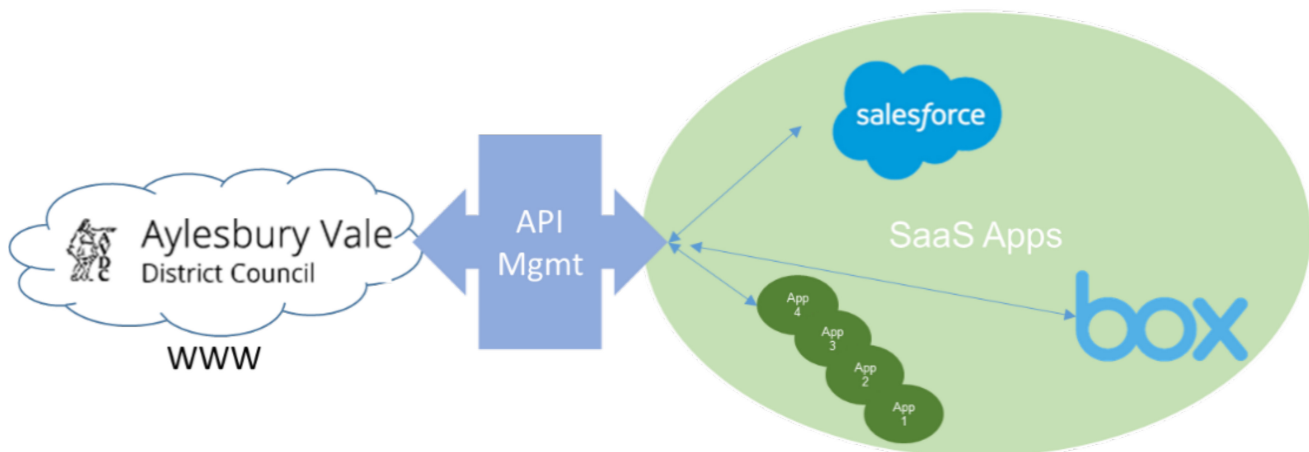 Aylesbury Vale
District Council
AVDC
WWW
API
Mgmt
salesforce
SaaS Apps
box
App
4
App
3
App
2
App
1